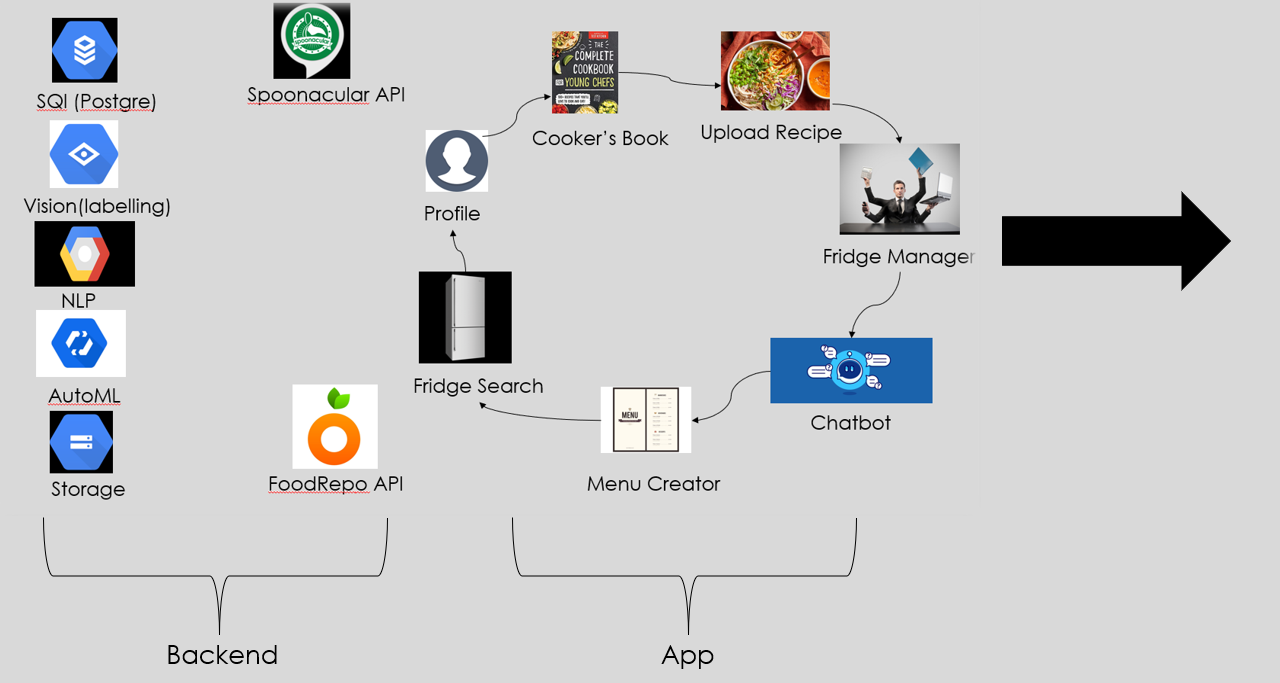 SQl (Postgre)
Vision(labelling)
NLP
AutoML
Storage
spoonacular
Spoonacular API
FoodRepo API
Backend
THE
COMPLETE
COOKBOOK
FOR
YOUNG CHEFS
Cooker's Book
Upload Recipe
Profile
Fridge Manager
Fridge Search
MENU
Menu Creator
Chatbot
App